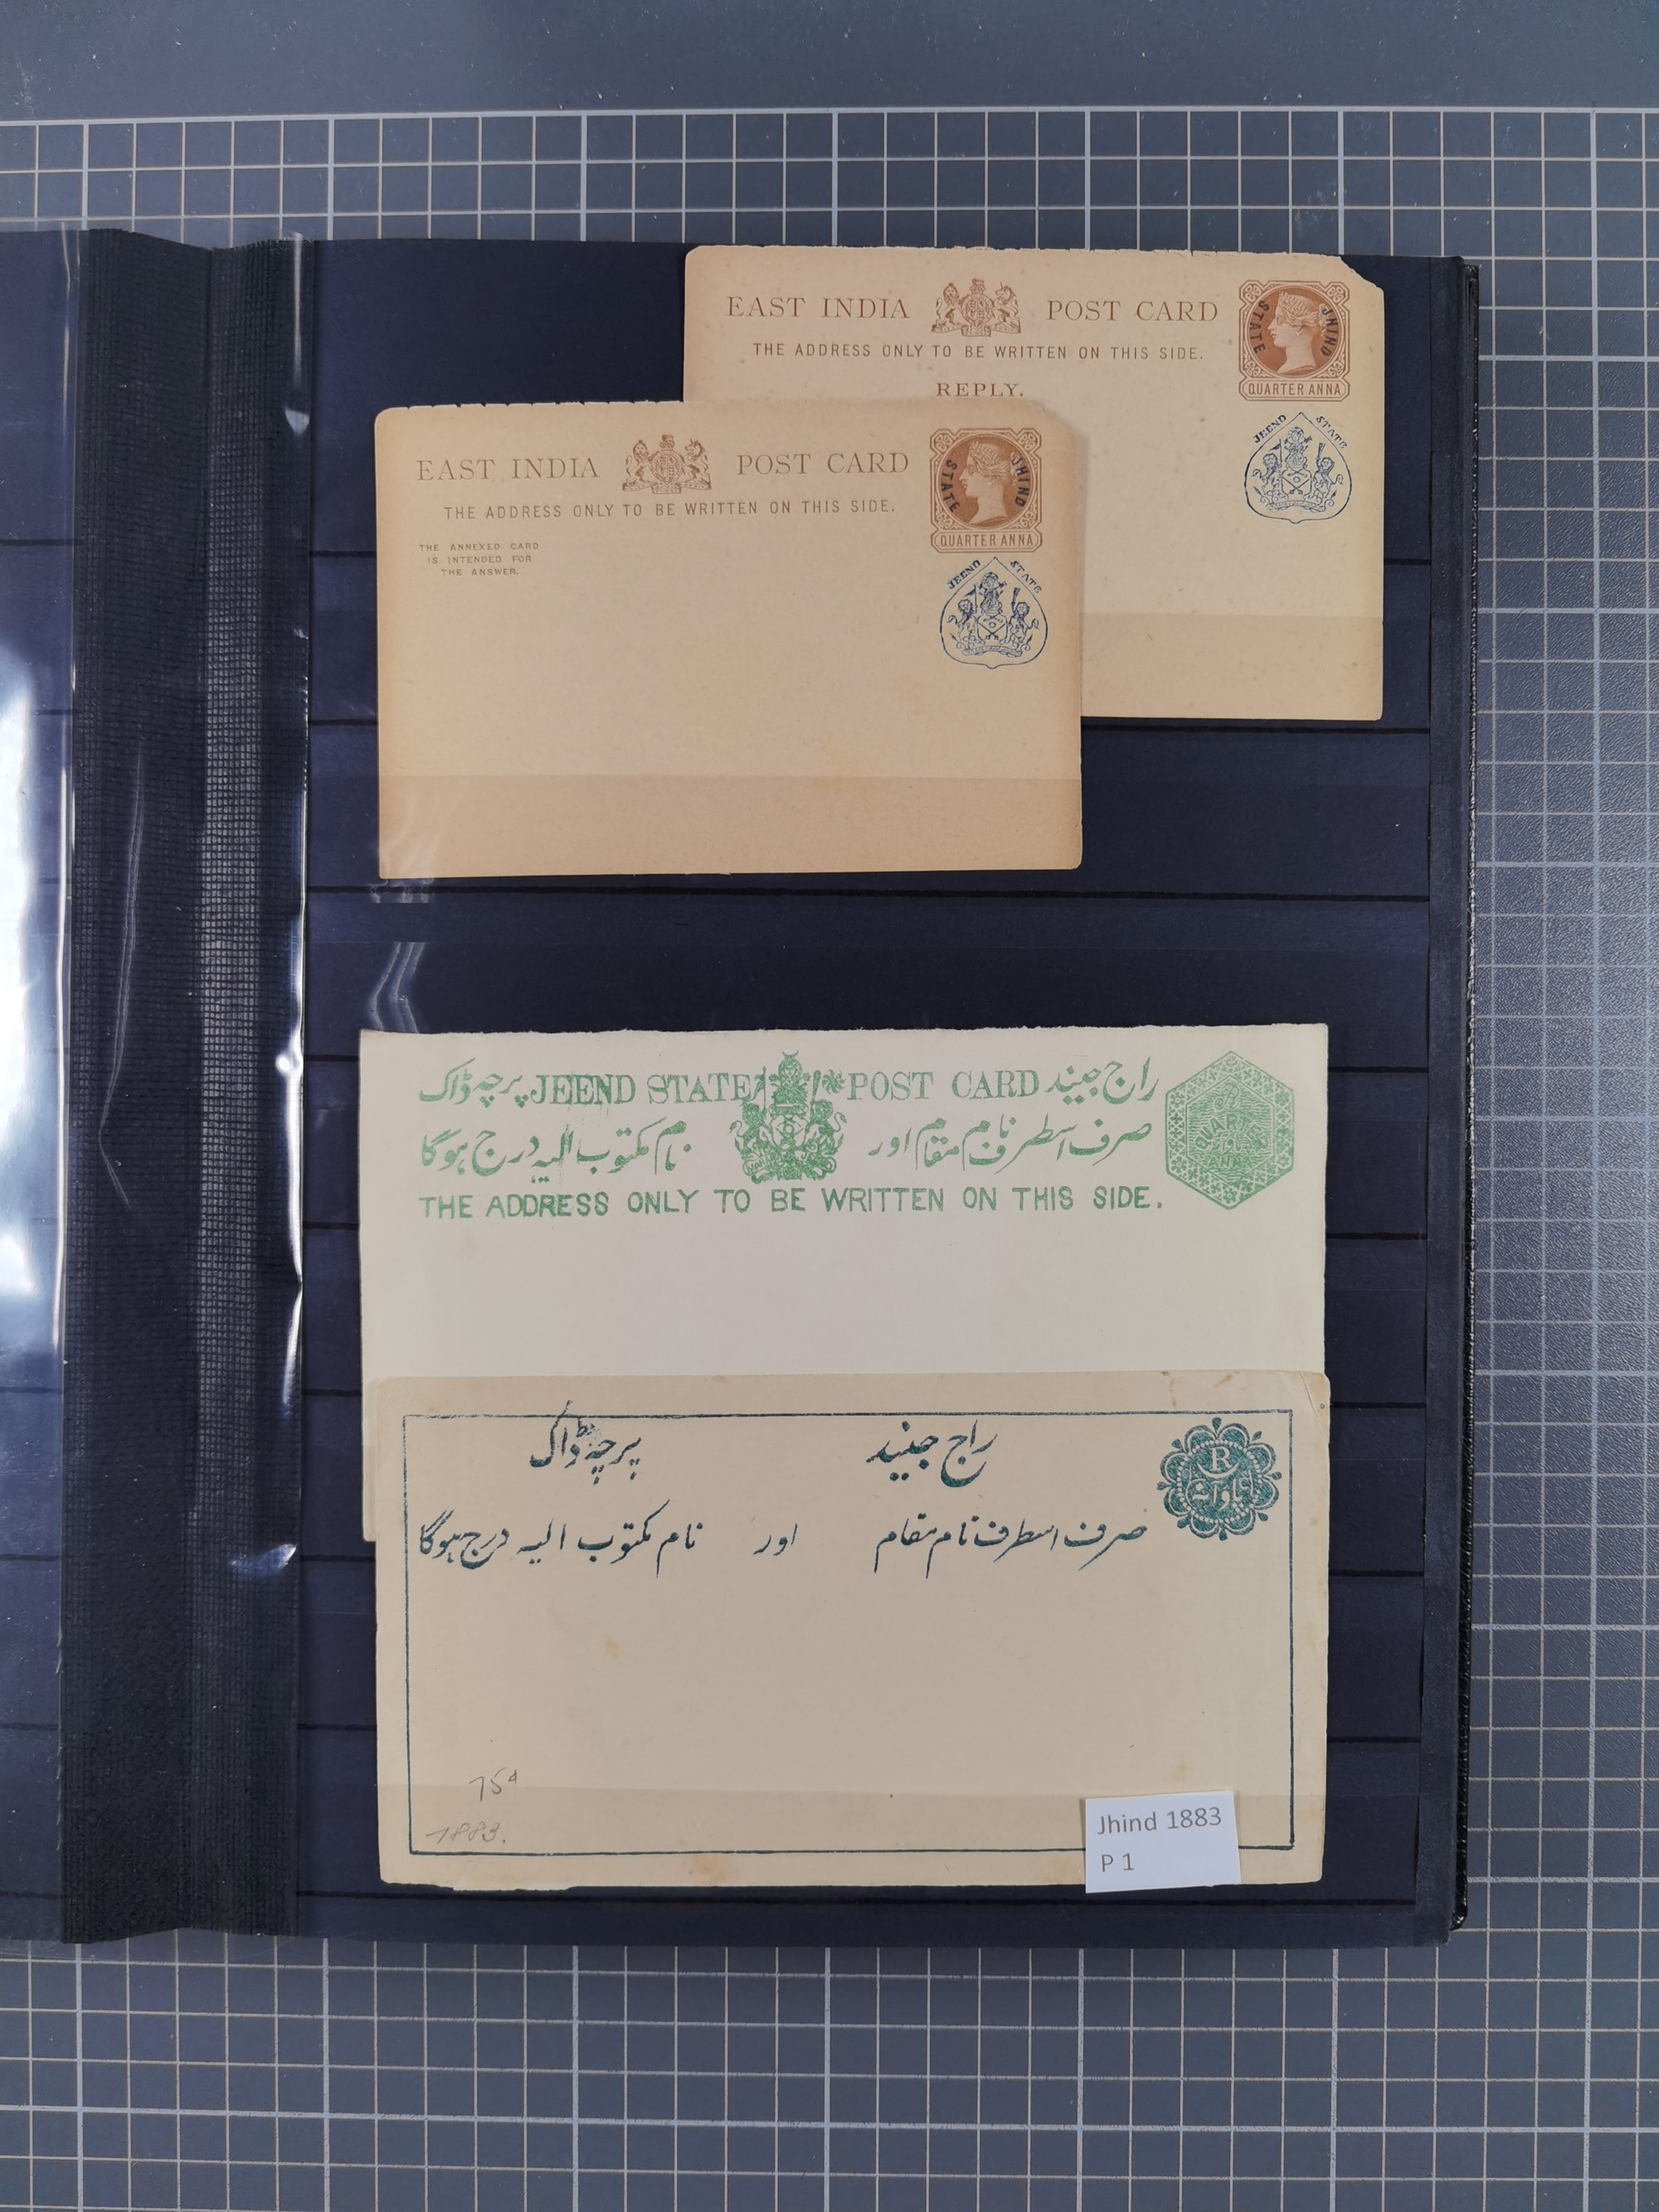 EAST INDIA POST CARD
THE ADDRESS ONLY TO BE WRITTEN ON THIS SIDE.
REPLY.
JHIND STATE
QUARTER ANNA
JEEND STATE
EAST INDIA POST CARD
THE ADDRESS ONLY TO BE WRITTEN ON THIS SIDE.
THE ANNEXED CARD
IS INTENDED FOR
THE ANSWER.
JHIND STATE
QUARTER ANNA
JEEND STATE
پرچہ ڈاک JEEND STATE POST CARD راج جیند
صرف اسطرف نام مقام اور نام مکتوب الیہ درج ہوگا
THE ADDRESS ONLY TO BE WRITTEN ON THIS SIDE.
R
QUARTER
ANNA
راج جیند پرچہ ڈاک
صرف اسطرف نام مقام اور نام مکتوب الیہ درج ہوگا
R
75d
1883.
Jhind 1883
P 1